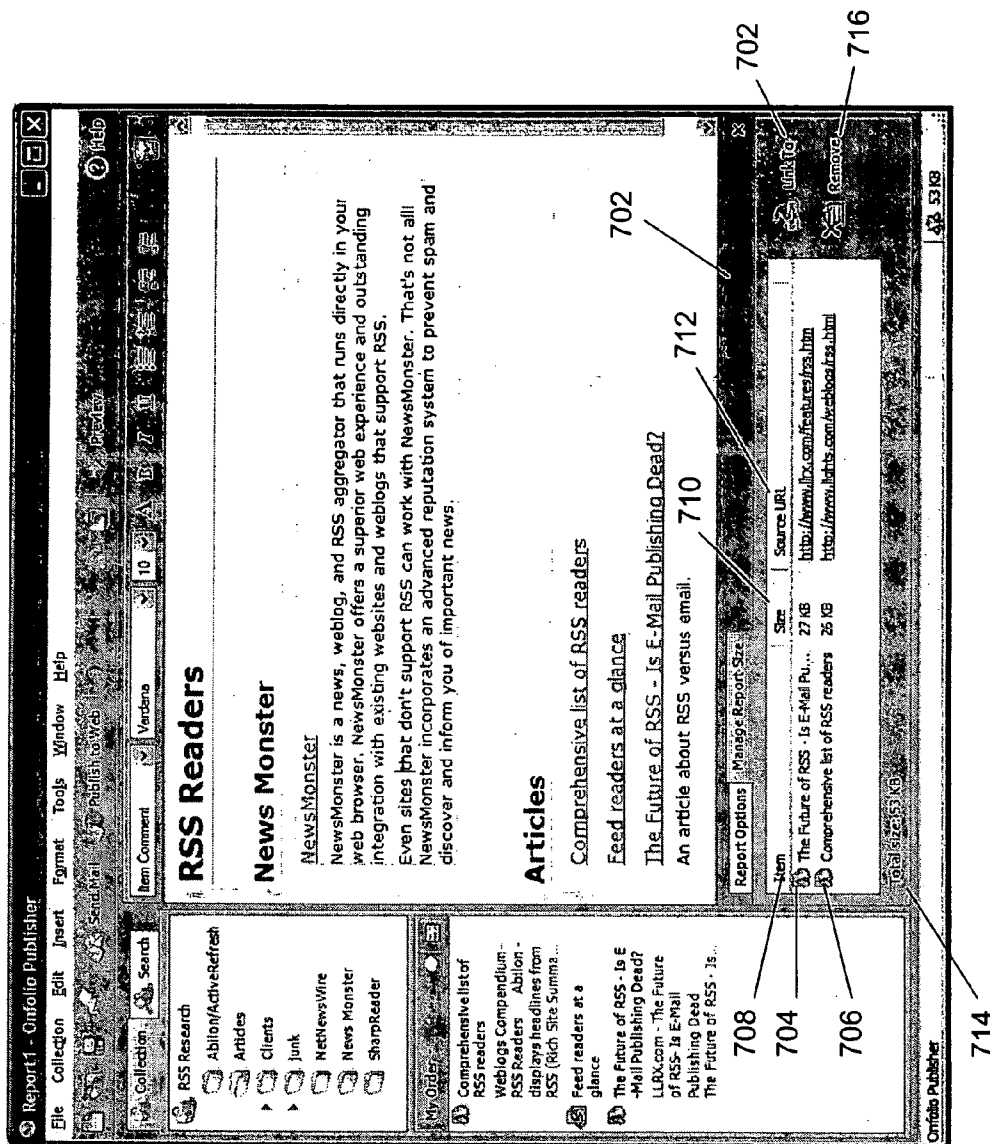 Report1 - Onfolio Publisher
File Collection Edit Insert Format Tools Window Help
Send Mail Publish to Web Preview Help
Collection Search
Item Comment Verdana 10 A B I U
RSS Research
Abilon/ActiveRefresh
Articles
Clients
Junk
NetNewsWire
News Monster
SharpReader
My Order
Comprehensive list of
RSS readers
Weblogs Compendium-
RSS Readers Abilon -
displays headlines from
RSS (Rich Site Summa...
Feed readers at a
glance
The Future of RSS - Is E
-Mail Publishing Dead?
LLRX.com - The Future
of RSS- Is E-Mail
Publishing Dead
The Future of RSS - Is...
RSS Readers
News Monster
NewsMonster
NewsMonster is a news, weblog, and RSS aggregator that runs directly in your
web browser. NewsMonster offers a superior web experience and outstanding
integration with existing websites and weblogs that support RSS.
Even sites that don't support RSS can work with NewsMonster. That's not all!
NewsMonster incorporates an advanced reputation system to prevent spam and
discover and inform you of important news.
Articles
Comprehensive list of RSS readers
Feed readers at a glance
The Future of RSS - Is E-Mail Publishing Dead?
An article about RSS versus email.
Report Options Manage Report Size
Item Size Source URL
The Future of RSS - Is E-Mail Pu... 27 KB http://www.llrx.com/features/rss.htm
Comprehensive list of RSS readers 26 KB http://www.lights.com/weblogs/rss.html
Link To
Remove
Total size: 53 KB
Onfolio Publisher 53 KB
702
716
702
712
710
708
704
706
714